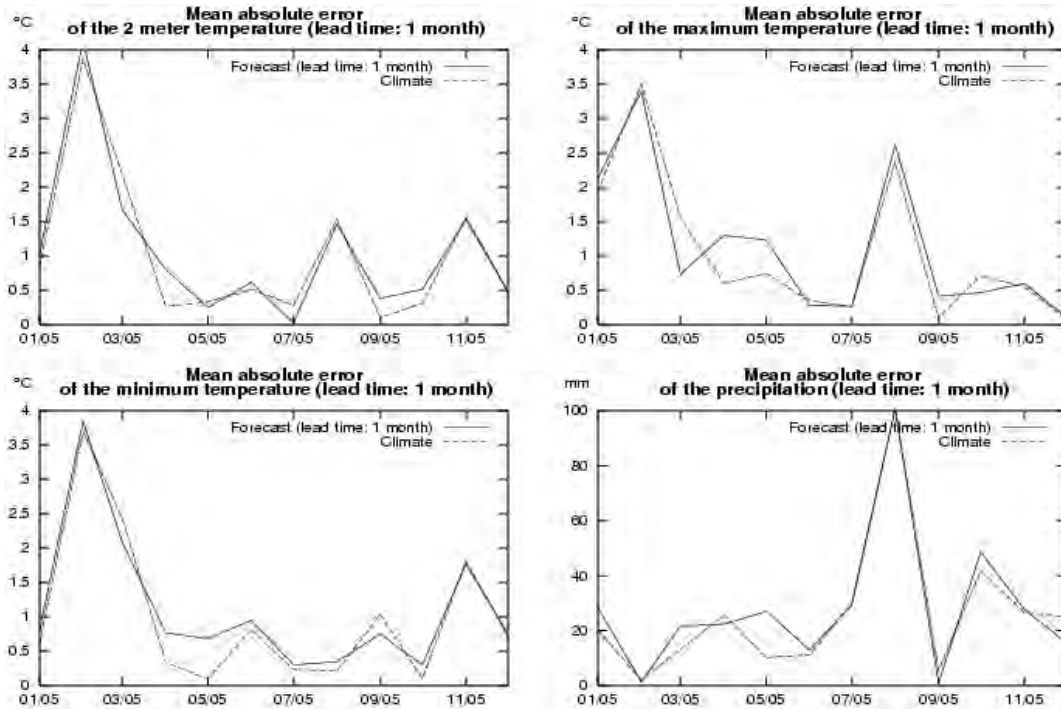 Mean absolute error
°C of the 2 meter temperature (lead time: 1 month)
4
3.5
3
2.5
2
1.5
1
0.5
0
01/05 03/05 05/05 07/05 09/05 11/05
Forecast (lead time: 1 month)
Climate
Mean absolute error
°C of the maximum temperature (lead time: 1 month)
4
3.5
3
2.5
2
1.5
1
0.5
0
01/05 03/05 05/05 07/05 09/05 11/05
Forecast (lead time: 1 month)
Climate
Mean absolute error
°C of the minimum temperature (lead time: 1 month)
4
3.5
3
2.5
2
1.5
1
0.5
0
01/05 03/05 05/05 07/05 09/05 11/05
Forecast (lead time: 1 month)
Climate
Mean absolute error
mm of the precipitation (lead time: 1 month)
100
80
60
40
20
0
01/05 03/05 05/05 07/05 09/05 11/05
Forecast (lead time: 1 month)
Climate